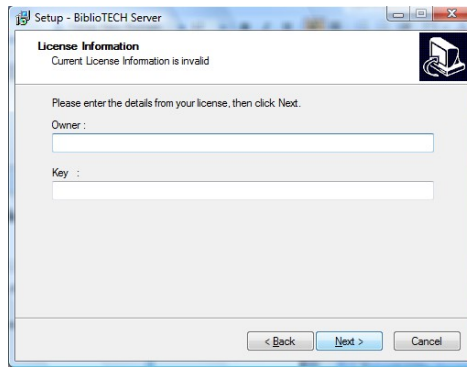 Setup - BiblioTECH Server
License Information
Current License Information is invalid
Please enter the details from your license, then click Next.
Owner :
Key :
< Back
Next >
Cancel